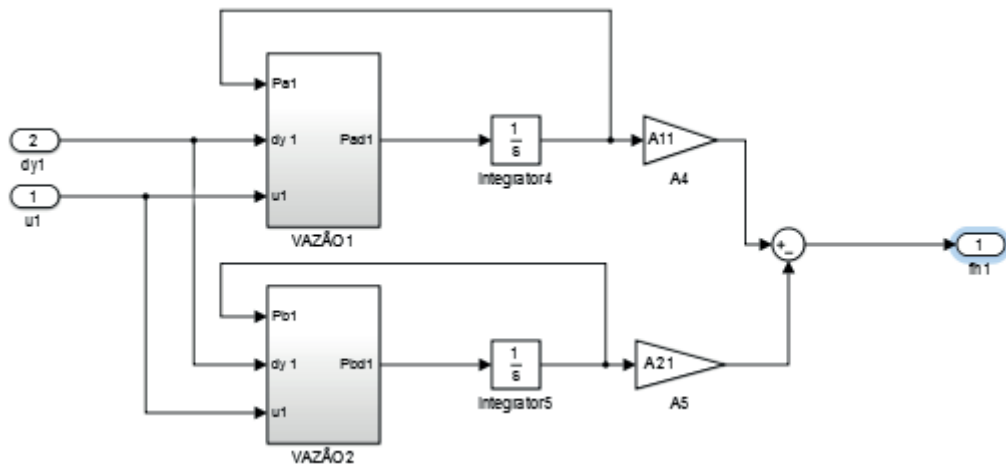 Pa1
dy 1
u1
Pad1
VAZÃO1
2
dy1
1
u1
1
s
Integrator4
A11
A4
+
−
1
fh1
Pb1
dy 1
u1
Pbd1
VAZÃO2
1
s
Integrator5
A21
A5